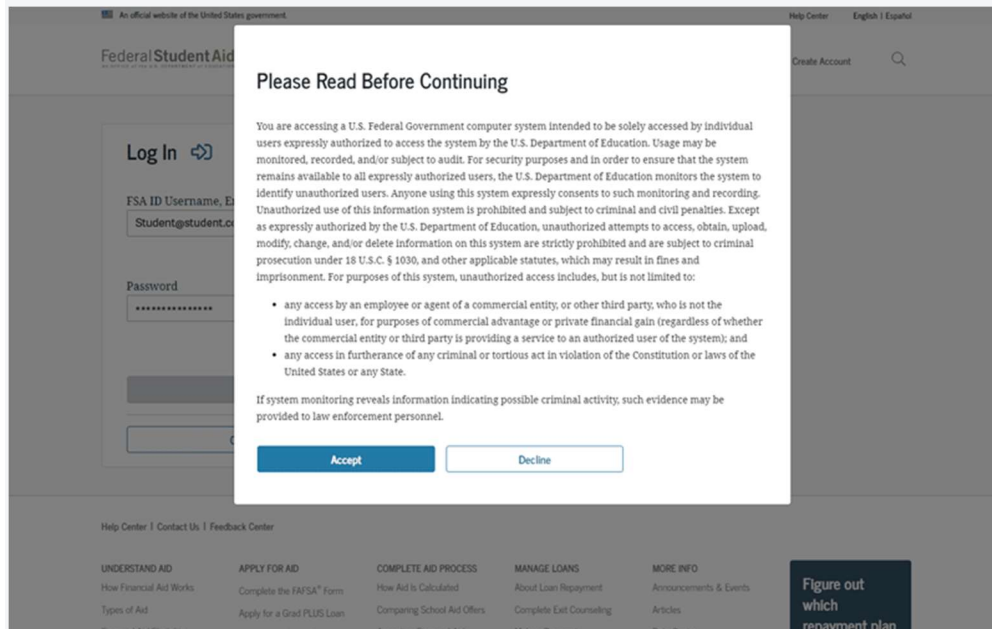 An official website of the United States government.
Help Center English | Español
Federal Student Aid
Create Account
Please Read Before Continuing
You are accessing a U.S. Federal Government computer system intended to be solely accessed by individual
users expressly authorized to access the system by the U.S. Department of Education. Usage may be
monitored, recorded, and/or subject to audit. For security purposes and in order to ensure that the system
remains available to all expressly authorized users, the U.S. Department of Education monitors the system to
identify unauthorized users. Anyone using this system expressly consents to such monitoring and recording.
Unauthorized use of this information system is prohibited and subject to criminal and civil penalties. Except
as expressly authorized by the U.S. Department of Education, unauthorized attempts to access, obtain, upload,
modify, change, and/or delete information on this system are strictly prohibited and are subject to criminal
prosecution under 18 U.S.C. § 1030, and other applicable statutes, which may result in fines and
imprisonment. For purposes of this system, unauthorized access includes, but is not limited to:
• any access by an employee or agent of a commercial entity, or other third party, who is not the
individual user, for purposes of commercial advantage or private financial gain (regardless of whether
the commercial entity or third party is providing a service to an authorized user of the system); and
• any access in furtherance of any criminal or tortious act in violation of the Constitution or laws of the
United States or any State.
If system monitoring reveals information indicating possible criminal activity, such evidence may be
provided to law enforcement personnel.
Accept Decline
Log In
FSA ID Username, E
Student@student.c
Password
Help Center | Contact Us | Feedback Center
UNDERSTAND AID
How Financial Aid Works
Types of Aid
APPLY FOR AID
Complete the FAFSA® Form
Apply for a Grad PLUS Loan
COMPLETE AID PROCESS
How Aid Is Calculated
Comparing School Aid Offers
MANAGE LOANS
About Loan Repayment
Complete Exit Counseling
MORE INFO
Announcements & Events
Articles
Figure out
which
repayment plan